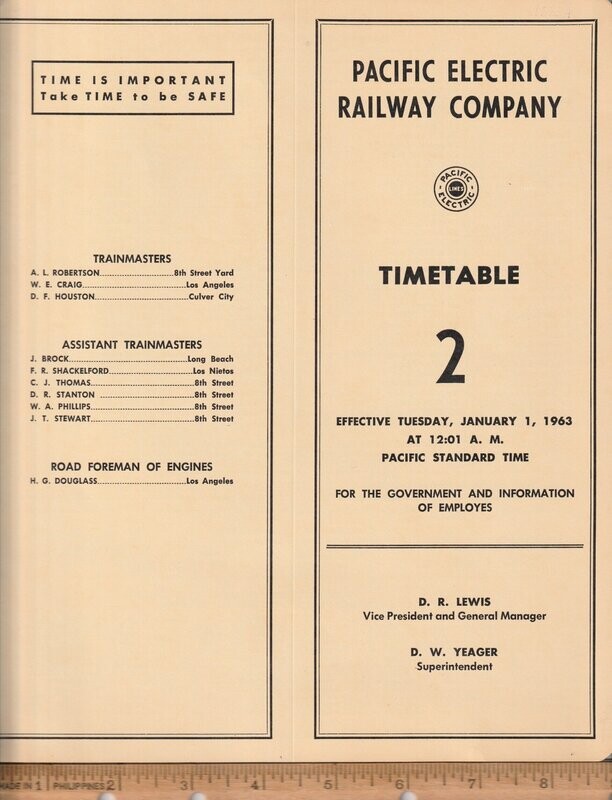 TIME IS IMPORTANT
Take TIME to be SAFE
TRAINMASTERS
A. L. ROBERTSON........................8th Street Yard
W. E. CRAIG........................Los Angeles
D. F. HOUSTON........................Culver City
ASSISTANT TRAINMASTERS
J. BROCK........................Long Beach
F. R. SHACKELFORD........................Los Nietos
C. J. THOMAS........................8th Street
D. R. STANTON ........................8th Street
W. A. PHILLIPS........................8th Street
J. T. STEWART........................8th Street
ROAD FOREMAN OF ENGINES
H. G. DOUGLASS........................Los Angeles
PACIFIC ELECTRIC
RAILWAY COMPANY
PACIFIC
LINES
ELECTRIC
TIMETABLE
2
EFFECTIVE TUESDAY, JANUARY 1, 1963
AT 12:01 A. M.
PACIFIC STANDARD TIME
FOR THE GOVERNMENT AND INFORMATION
OF EMPLOYES
D. R. LEWIS
Vice President and General Manager
D. W. YEAGER
Superintendent
MADE IN 1 PHILIPPINES 2 3 4 5 6 7 8